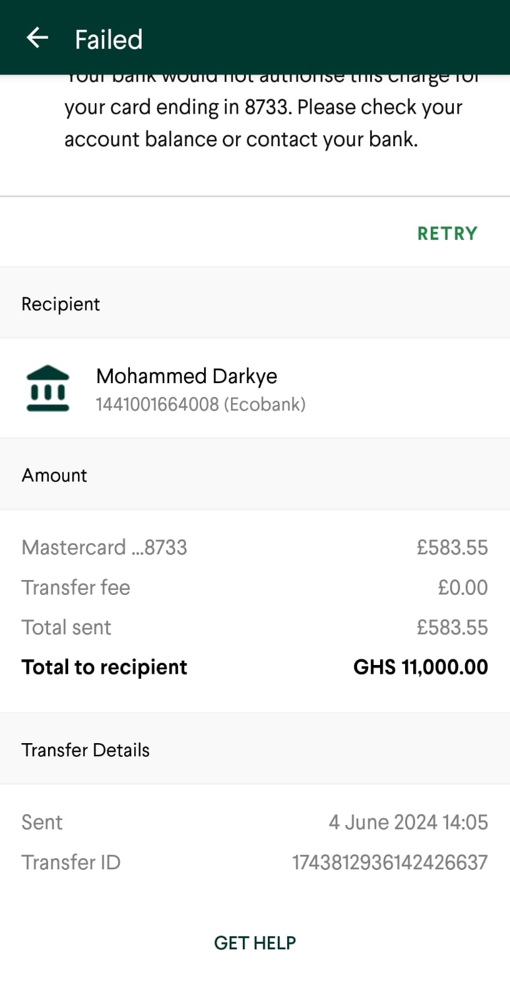 Failed
Your bank would not authorise this charge for
your card ending in 8733. Please check your
account balance or contact your bank.
RETRY
Recipient
Mohammed Darkye
1441001664008 (Ecobank)
Amount
Mastercard ...8733 £583.55
Transfer fee £0.00
Total sent £583.55
Total to recipient GHS 11,000.00
Transfer Details
Sent 4 June 2024 14:05
Transfer ID 1743812936142426637
GET HELP